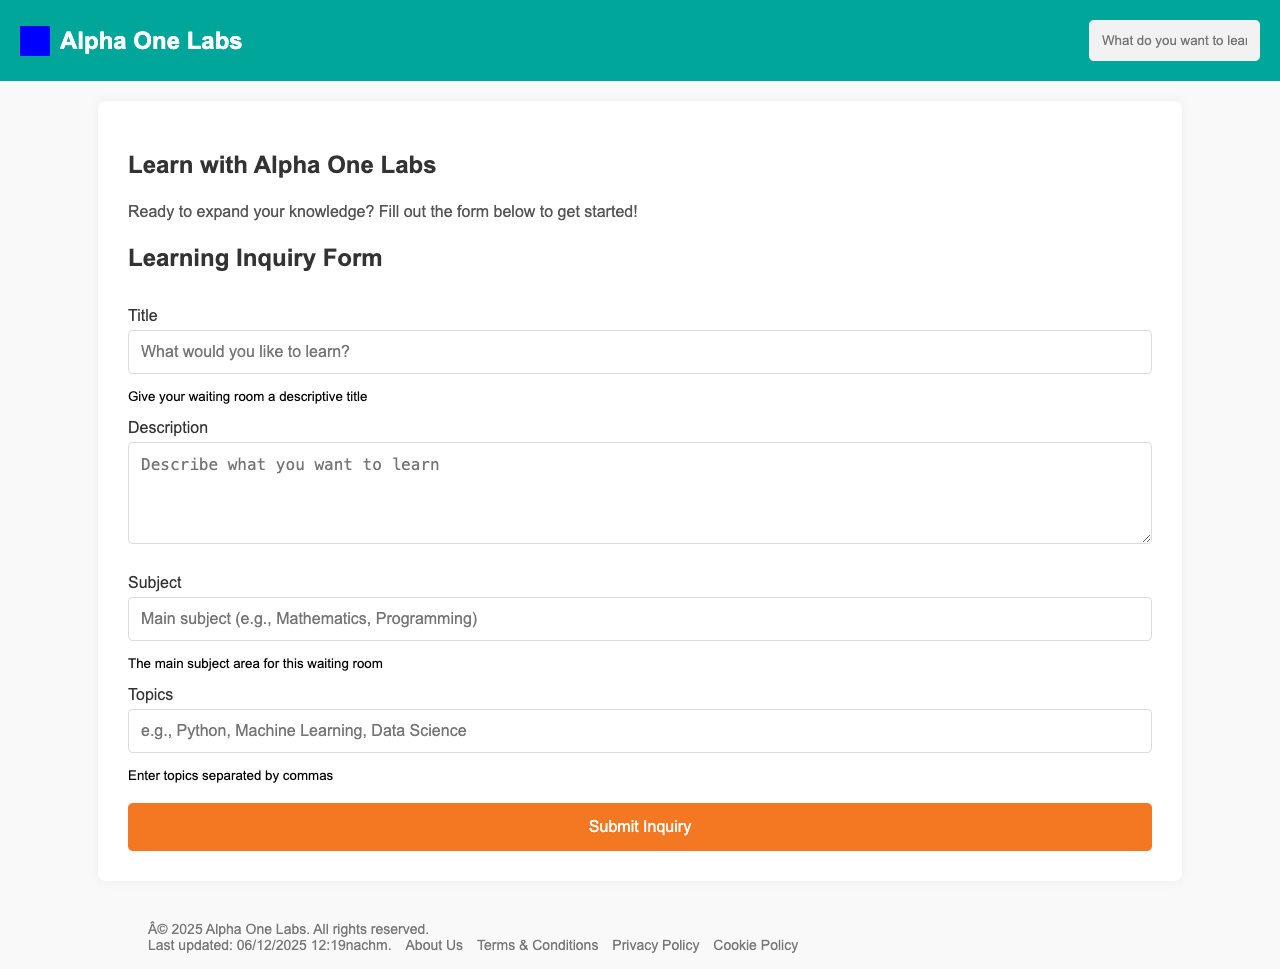 Alpha One Labs
What do you want to lear
Learn with Alpha One Labs
Ready to expand your knowledge? Fill out the form below to get started!
Learning Inquiry Form
Title
What would you like to learn?
Give your waiting room a descriptive title
Description
Describe what you want to learn
Subject
Main subject (e.g., Mathematics, Programming)
The main subject area for this waiting room
Topics
e.g., Python, Machine Learning, Data Science
Enter topics separated by commas
Submit Inquiry
Â© 2025 Alpha One Labs. All rights reserved.
Last updated: 06/12/2025 12:19nachm. About Us Terms & Conditions Privacy Policy Cookie Policy